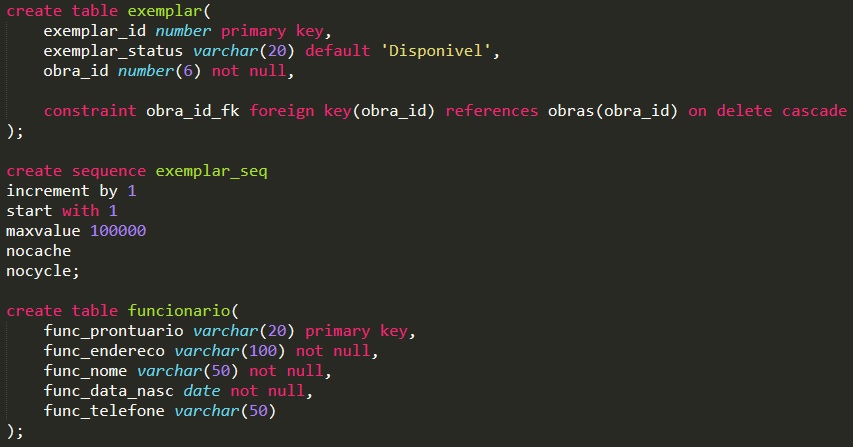 create table exemplar(
    exemplar_id number primary key,
    exemplar_status varchar(20) default 'Disponivel',
    obra_id number(6) not null,

    constraint obra_id_fk foreign key(obra_id) references obras(obra_id) on delete cascade
);

create sequence exemplar_seq
increment by 1
start with 1
maxvalue 100000
nocache
nocycle;

create table funcionario(
    func_prontuario varchar(20) primary key,
    func_endereco varchar(100) not null,
    func_nome varchar(50) not null,
    func_data_nasc date not null,
    func_telefone varchar(50)
);